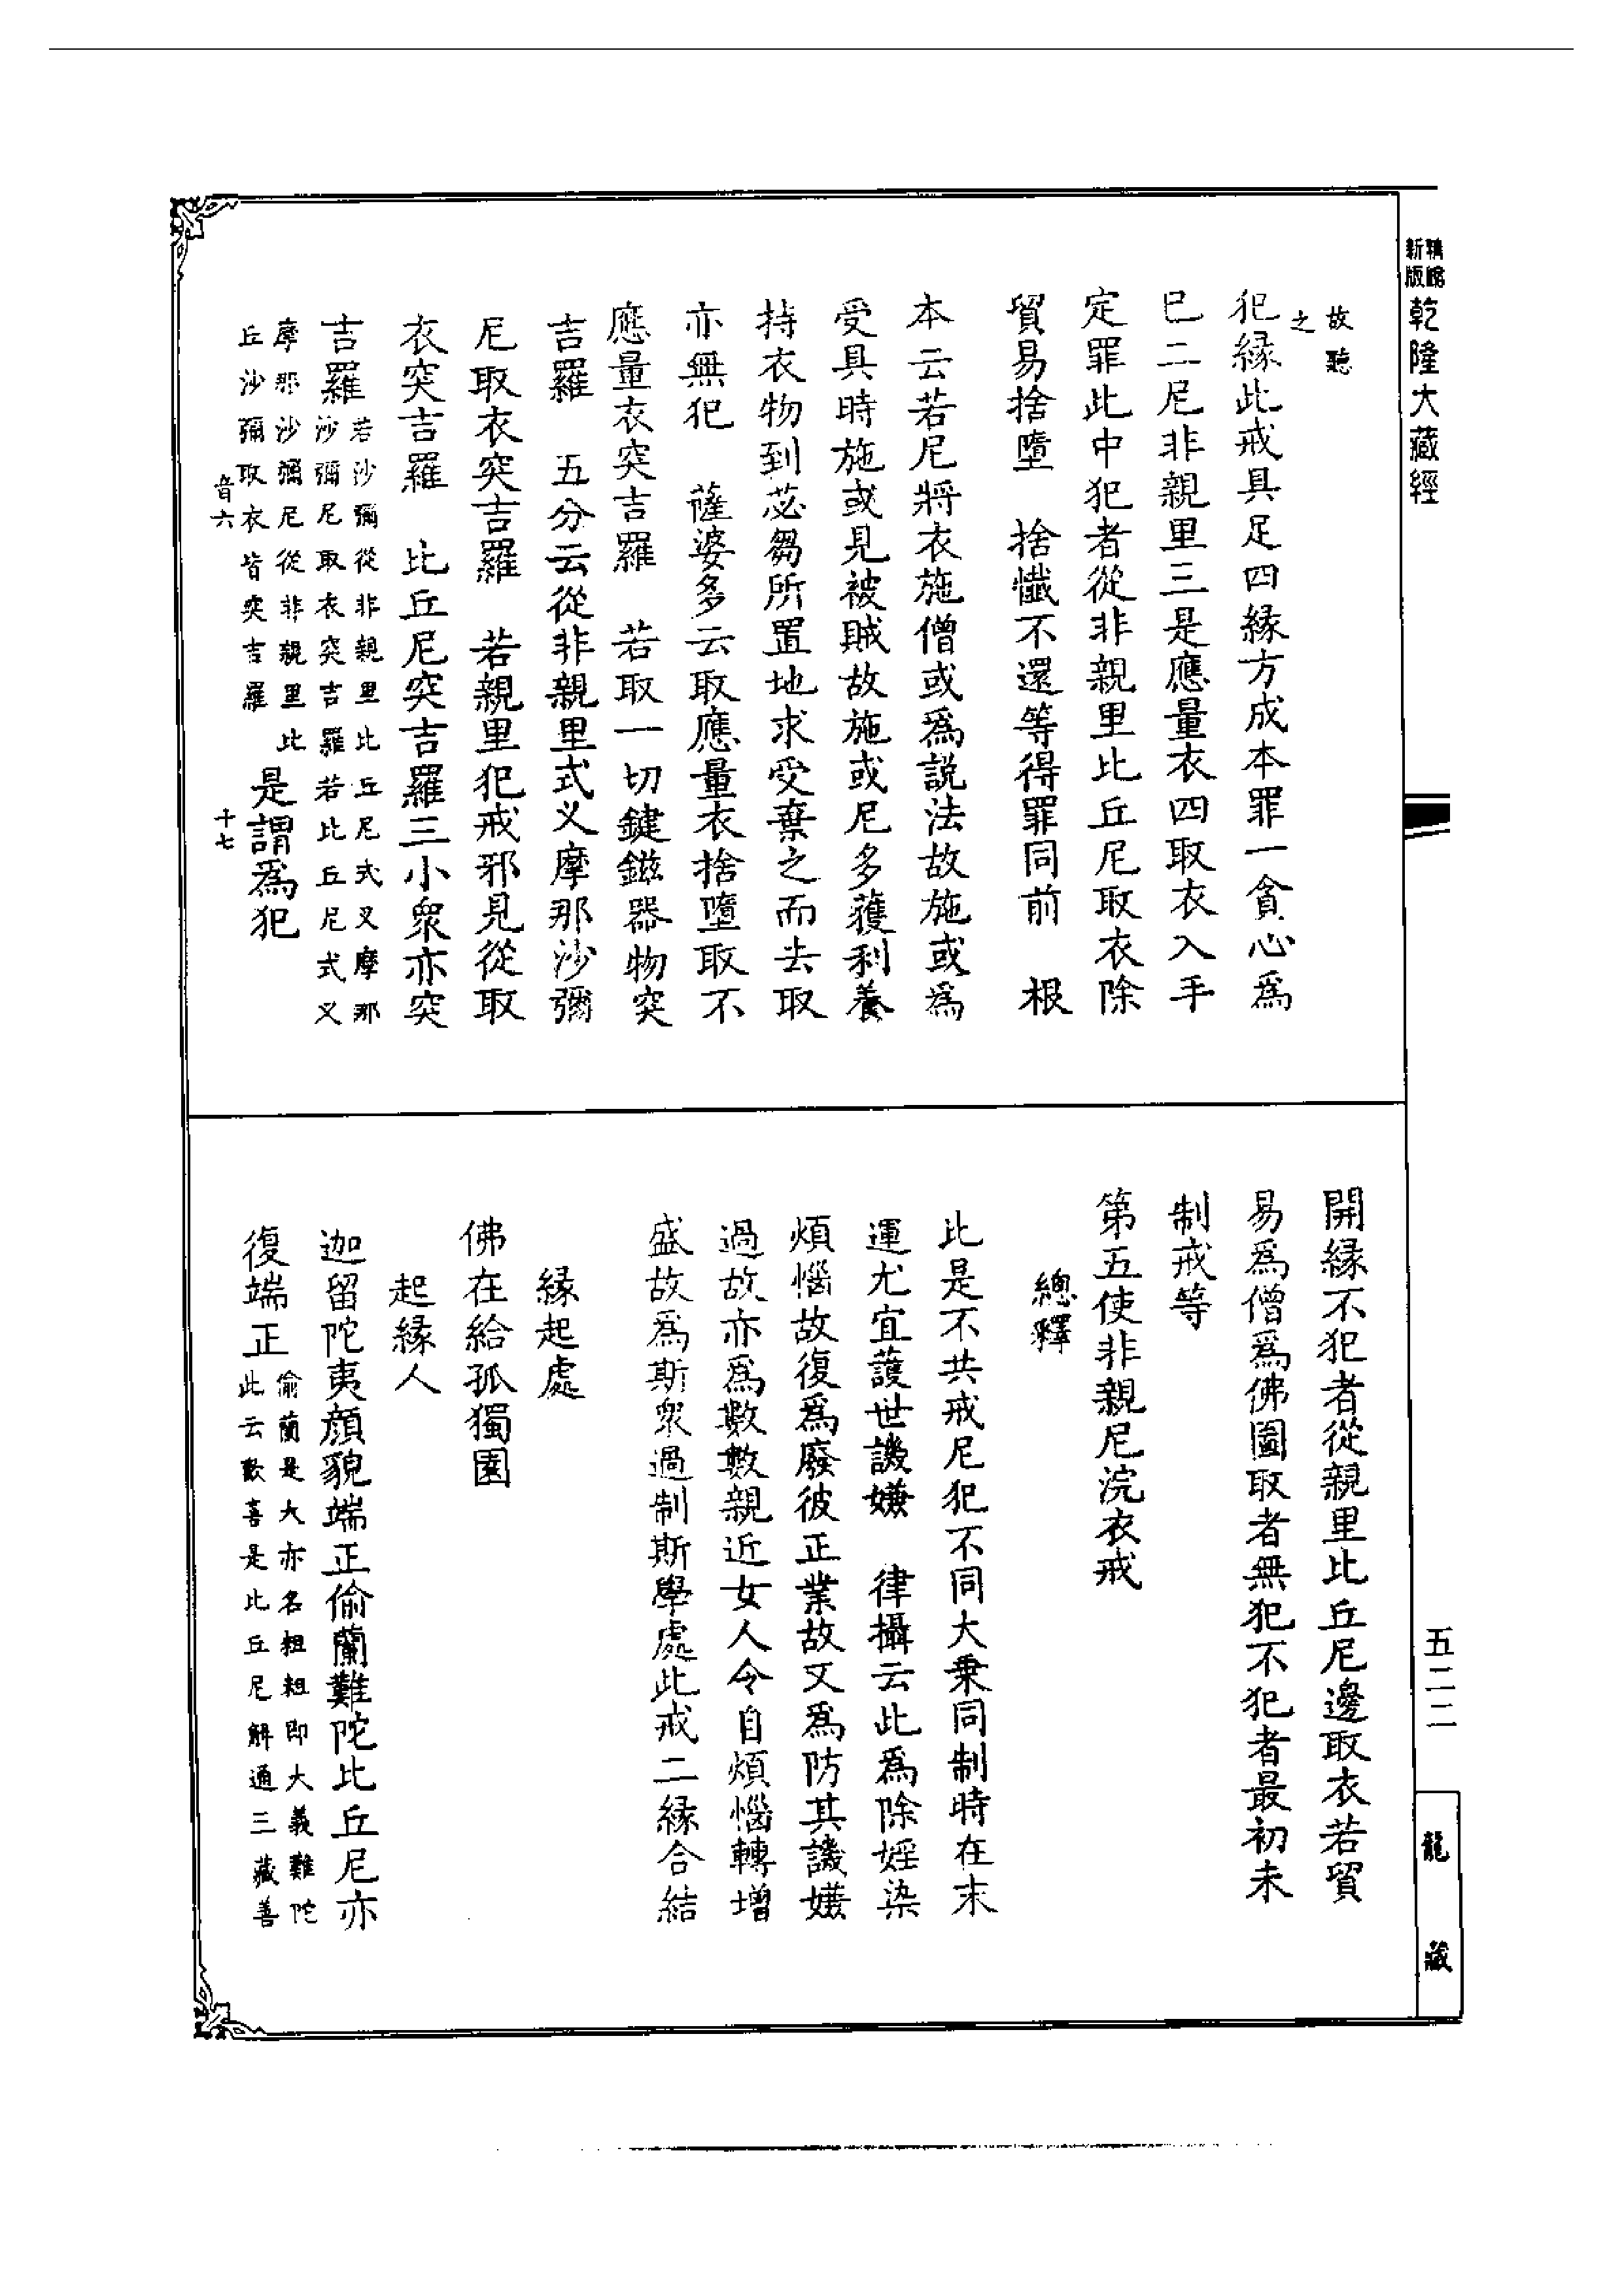 精縮
新版
乾隆大藏經
故聽
之
犯緣此戒具足四緣方成本罪一貪心為
巳二尼非親里三是應量衣四取衣入手
定罪此中犯者從非親里比丘尼取衣除
貿易捨墮　捨懺不還等得罪同前　根
本云若尼將衣施僧或為說法故施或為
受具時施或見被賊故施或尼多獲利養
持衣物到苾芻所置地求受棄之而去取
亦無犯　薩婆多云取應量衣捨墮取不
應量衣突吉羅　若取一切鍵鎡器物突
吉羅　五分云從非親里式叉摩那沙彌
尼取衣突吉羅　若親里犯戒邪見從取
衣突吉羅　比丘尼突吉羅三小衆亦突
吉羅
若沙彌從非親里比丘尼式叉摩那
沙彌尼取衣突吉羅若比丘尼式叉
摩那沙彌尼從非親里比
丘沙彌取衣皆突吉羅
是謂為犯
音六
十七
開緣不犯者從親里比丘尼邊取衣若貿
易為僧為佛圖取者無犯不犯者最初未
制戒等
第五使非親尼浣衣戒
總釋
此是不共戒尼犯不同大乗同制時在末
運尤宜護世譏嫌　律攝云此為除婬染
煩惱故復為廢彼正業故又為防其譏嫌
過故亦為數數親近女人令自煩惱轉增
盛故為斯衆過制斯學處此戒二緣合結
緣起處
佛在給孤獨園
起緣人
迦留陀夷顏貌端正偷蘭難陀比丘尼亦
復端正
偷蘭是大亦名粗粗即大義難陀
此云歡喜是比丘尼解通三藏善
五二二
龍藏